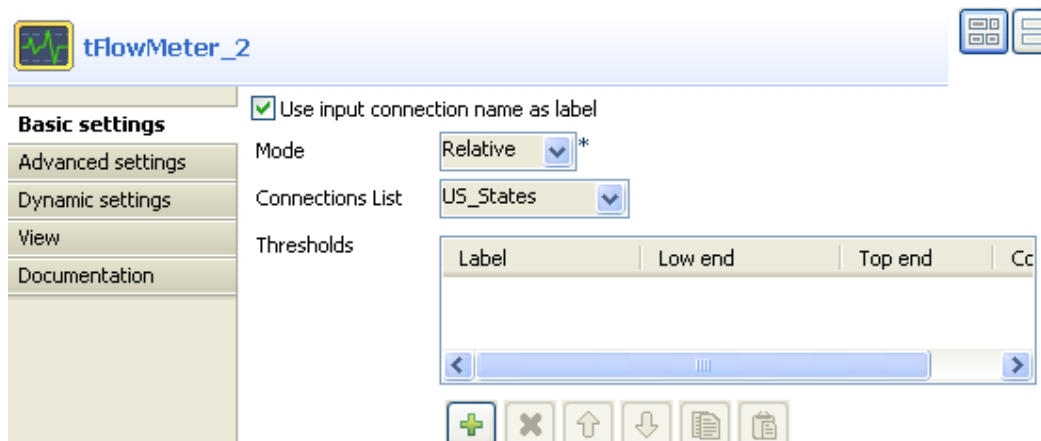 tFlowMeter_2
Basic settings
Advanced settings
Dynamic settings
View
Documentation
Use input connection name as label
Mode Relative *
Connections List US_States
Thresholds
Label Low end Top end